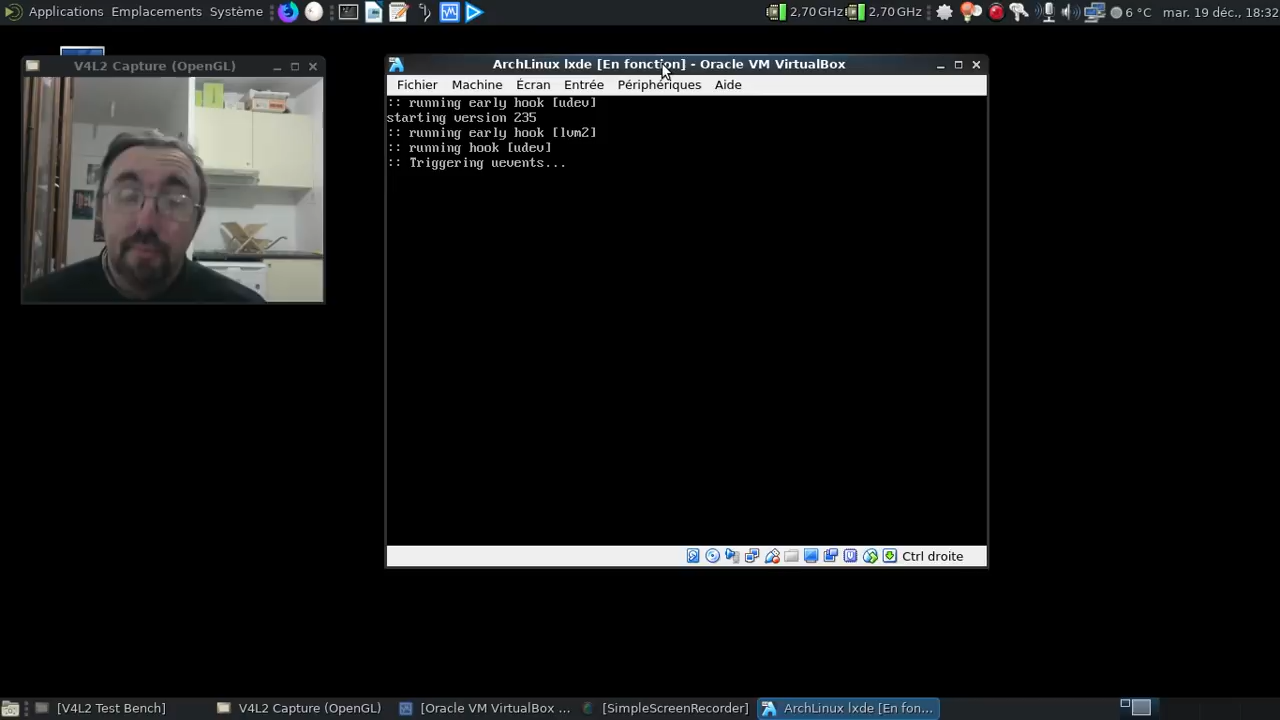 Applications Emplacements Système
2,70 GHz 2,70 GHz 6 °C mar. 19 déc., 18:32
V4L2 Capture (OpenGL)
ArchLinux lxde [En fonction] - Oracle VM VirtualBox
Fichier Machine Écran Entrée Périphériques Aide
:: running early hook [udev]
starting version 235
:: running early hook [lvm2]
:: running hook [udev]
:: Triggering uevents...
Ctrl droite
[V4L2 Test Bench] V4L2 Capture (OpenGL) [Oracle VM VirtualBox ... [SimpleScreenRecorder] ArchLinux lxde [En fon...